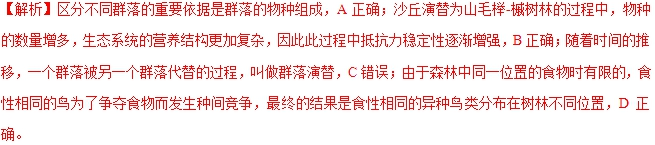 【解析】区分不同群落的重要依据是群落的物种组成，A 正确；沙丘演替为山毛榉-槭树林的过程中，物种
的数量增多，生态系统的营养结构更加复杂，因此此过程中抵抗力稳定性逐渐增强，B 正确；随着时间的推
移，一个群落被另一个群落代替的过程，叫做群落演替，C 错误；由于森林中同一位置的食物时有限的，食
性相同的鸟为了争夺食物而发生种间竞争，最终的结果是食性相同的异种鸟类分布在树林不同位置，D 正
确。